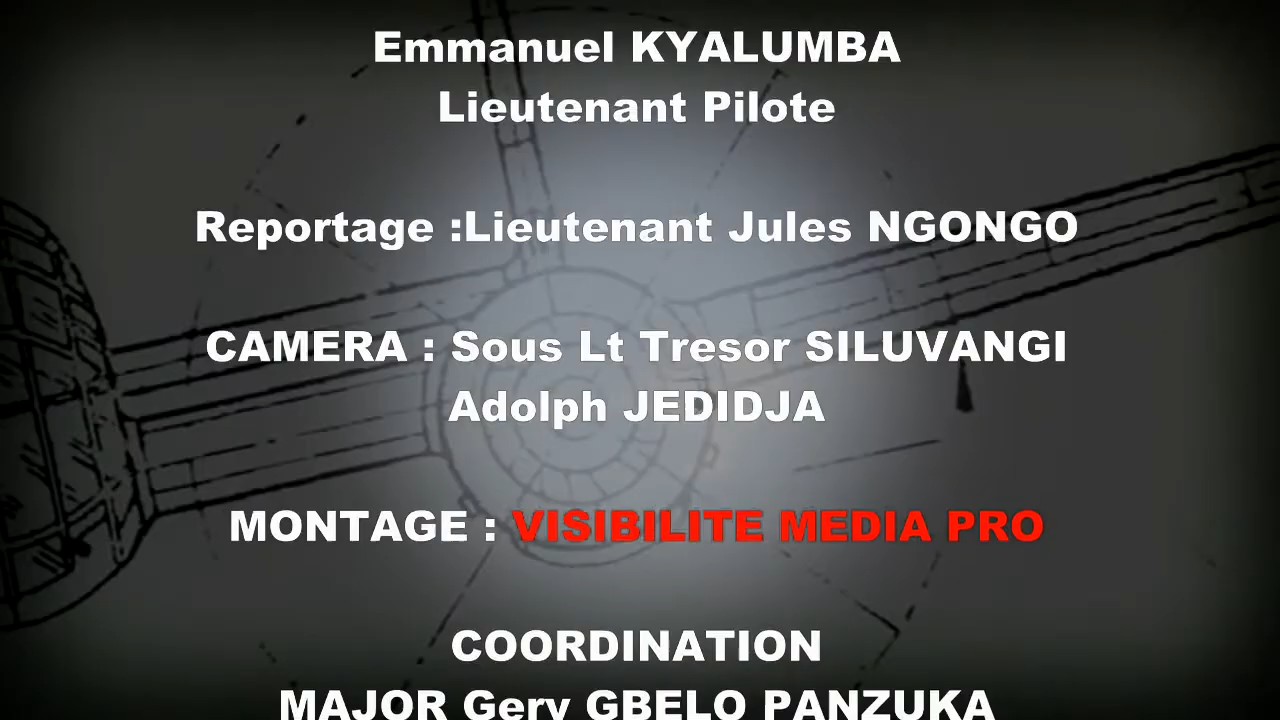 Emmanuel KYALUMBA
Lieutenant Pilote
Reportage :Lieutenant Jules NGONGO
CAMERA : Sous Lt Tresor SILUVANGI
Adolph JEDIDJA
MONTAGE : VISIBILITE MEDIA PRO
COORDINATION
MAJOR Gery GBELO PANZUKA